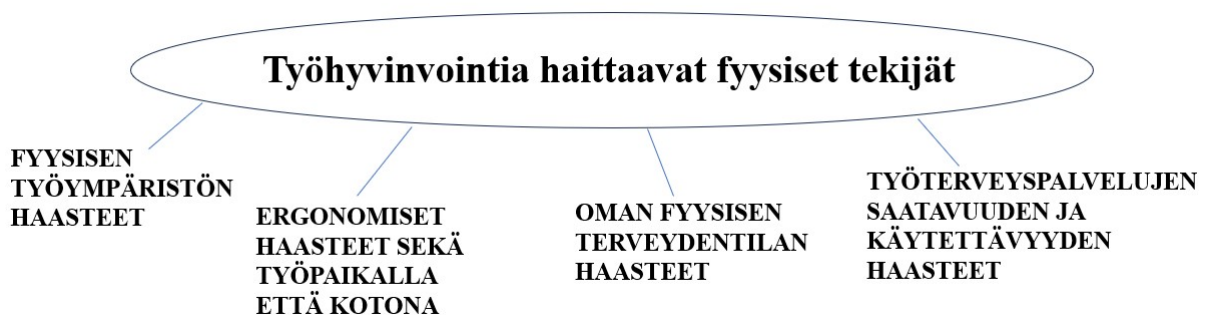 Työhyvinvointia haittaavat fyysiset tekijät
FYYSISEN
TYÖYMPÄRISTÖN
HAASTEET
ERGONOMISET
HAASTEET SEKÄ
TYÖPAIKALLA
ETTÄ KOTONA
OMAN FYYSISEN
TERVEYDENTILAN
HAASTEET
TYÖTERVEYSPALVELUJEN
SAATAVUUDEN JA
KÄYTETTÄVYYDEN
HAASTEET